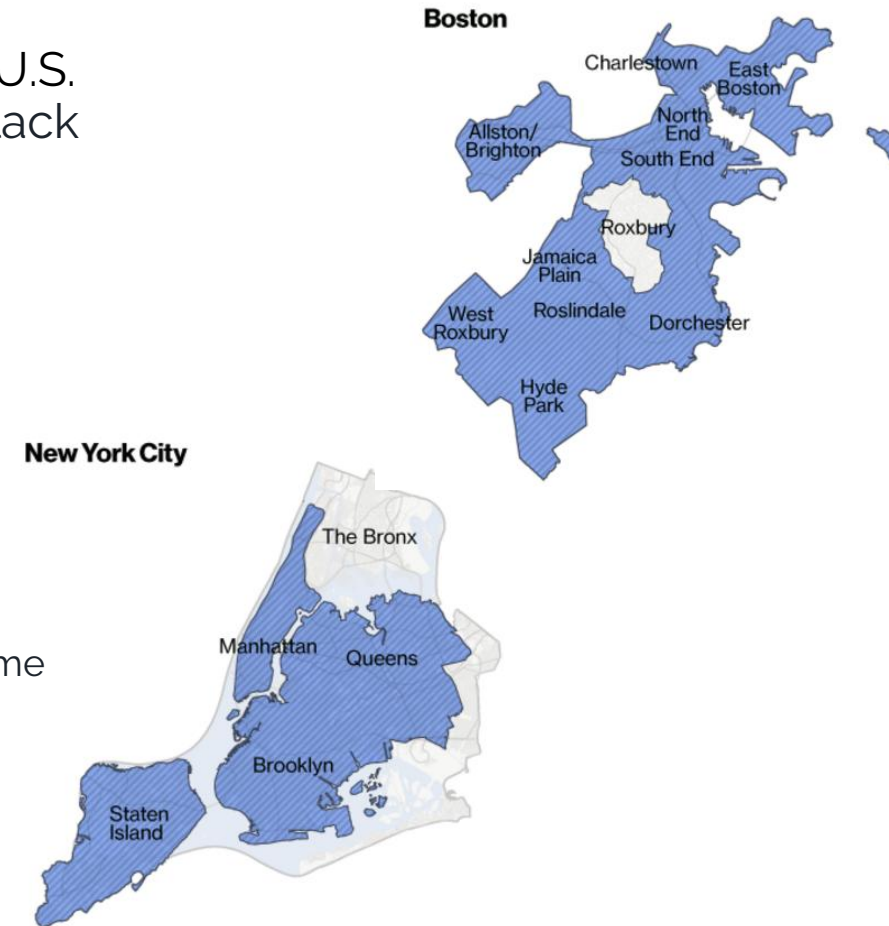 U.S.
lack
me
Boston
Charlestown
East
Boston
North
End
Allston/
Brighton
South End
Roxbury
Jamaica
Plain
West
Roxbury
Roslindale
Dorchester
Hyde
Park
New York City
The Bronx
Manhattan
Queens
Brooklyn
Staten
Island